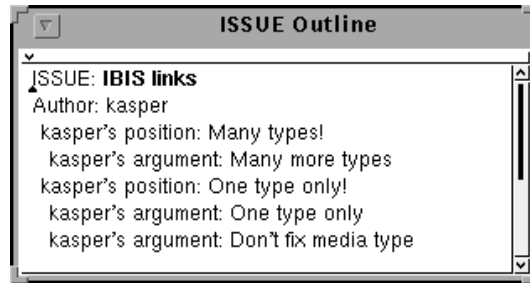 ISSUE Outline
ISSUE: IBIS links
Author: kasper
kasper's position: Many types!
kasper's argument: Many more types
kasper's position: One type only!
kasper's argument: One type only
kasper's argument: Don't fix media type